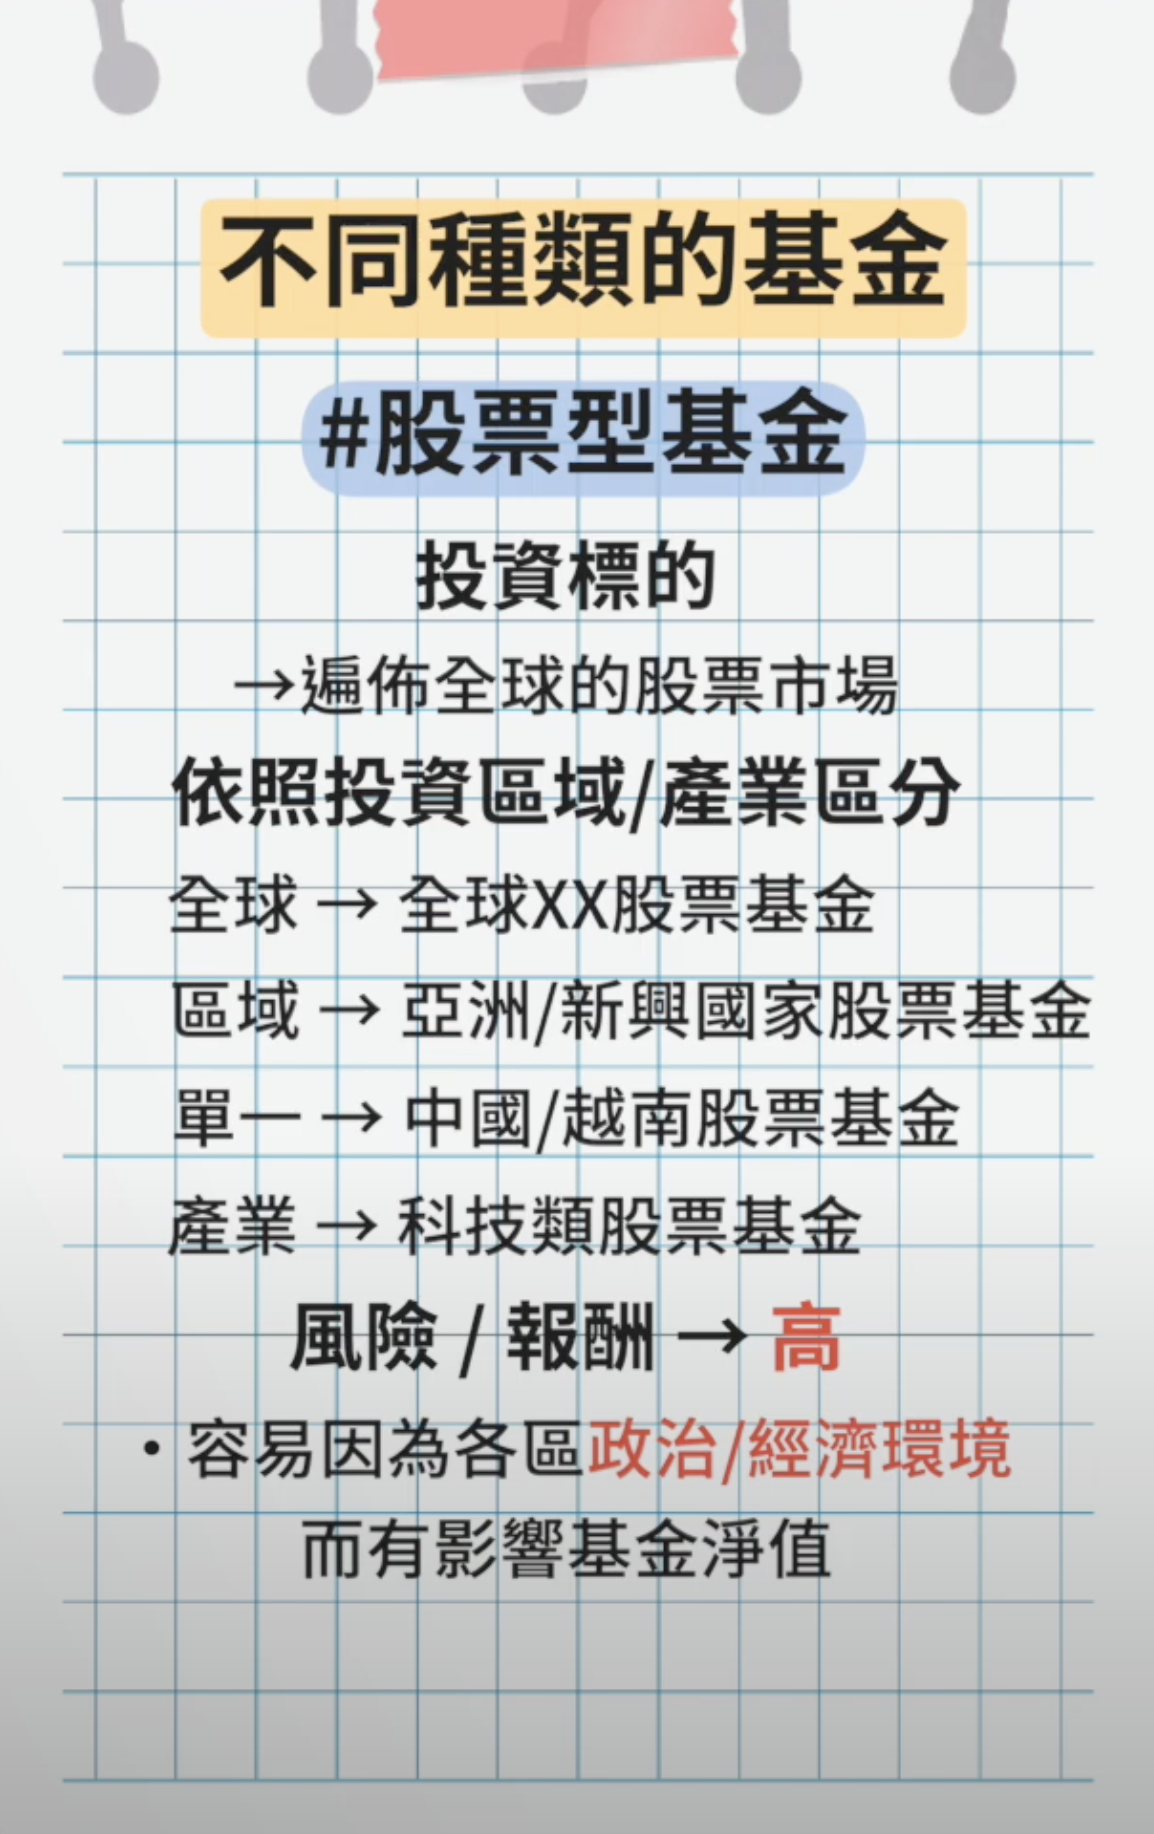 不同種類的基金
#股票型基金
投資標的
→遍佈全球的股票市場
依照投資區域/產業區分
全球 → 全球XX股票基金
區域 → 亞洲/新興國家股票基金
單一 → 中國/越南股票基金
產業 → 科技類股票基金
風險 / 報酬 → 高
・容易因為各區政治/經濟環境
而有影響基金淨值